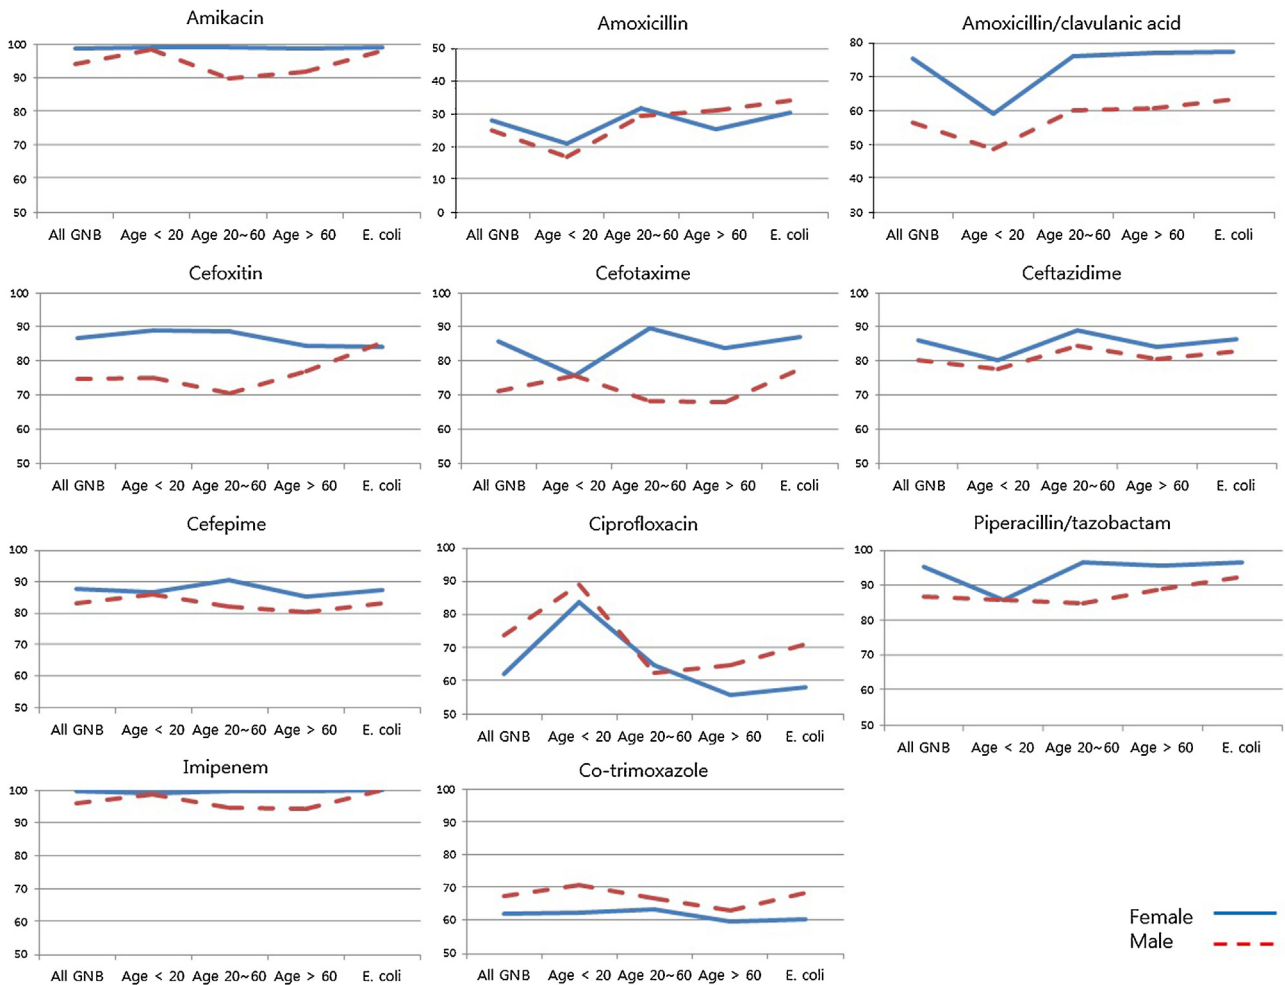 Amikacin
100
90
80
70
60
50
All GNB Age < 20 Age 20~60 Age > 60 E. coli
Amoxicillin
50
40
30
20
10
0
All GNB Age < 20 Age 20~60 Age > 60 E. coli
Amoxicillin/clavulanic acid
80
70
60
50
40
30
All GNB Age < 20 Age 20~60 Age > 60 E. coli
Cefoxitin
100
90
80
70
60
50
All GNB Age < 20 Age 20~60 Age > 60 E. coli
Cefotaxime
100
90
80
70
60
50
All GNB Age < 20 Age 20~60 Age > 60 E. coli
Ceftazidime
100
90
80
70
60
50
All GNB Age < 20 Age 20~60 Age > 60 E. coli
Cefepime
100
90
80
70
60
50
All GNB Age < 20 Age 20~60 Age > 60 E. coli
Ciprofloxacin
100
90
80
70
60
50
All GNB Age < 20 Age 20~60 Age > 60 E. coli
Piperacillin/tazobactam
100
90
80
70
60
50
All GNB Age < 20 Age 20~60 Age > 60 E. coli
Imipenem
100
90
80
70
60
50
All GNB Age < 20 Age 20~60 Age > 60 E. coli
Co-trimoxazole
100
90
80
70
60
50
All GNB Age < 20 Age 20~60 Age > 60 E. coli
Female
Male